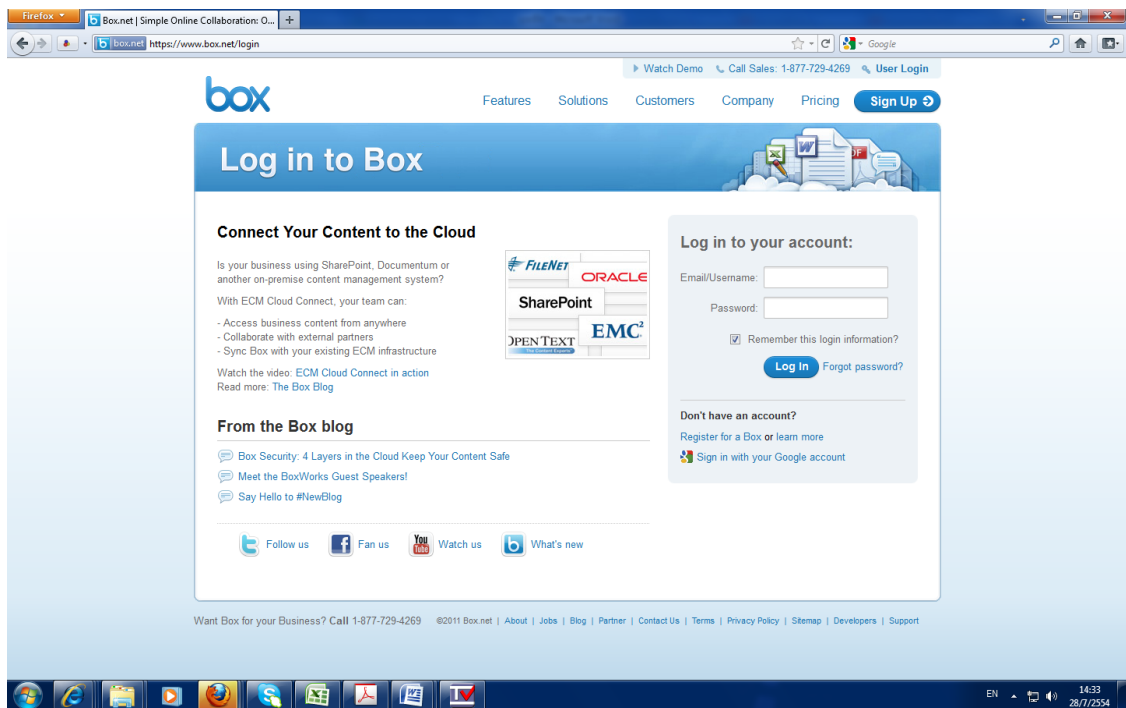 Firefox
Box.net | Simple Online Collaboration: O...
box.net https://www.box.net/login
Google
Watch Demo Call Sales: 1-877-729-4269 User Login
box
Features Solutions Customers Company Pricing Sign Up
Log in to Box
Connect Your Content to the Cloud
Is your business using SharePoint, Documentum or
another on-premise content management system?
With ECM Cloud Connect, your team can:
- Access business content from anywhere
- Collaborate with external partners
- Sync Box with your existing ECM infrastructure
Watch the video: ECM Cloud Connect in action
Read more: The Box Blog
FILENET
ORACLE
SharePoint
EMC²
OPEN TEXT
The Content Experts
Log in to your account:
Email/Username:
Password:
Remember this login information?
Log In Forgot password?
Don't have an account?
Register for a Box or learn more
Sign in with your Google account
From the Box blog
Box Security: 4 Layers in the Cloud Keep Your Content Safe
Meet the BoxWorks Guest Speakers!
Say Hello to #NewBlog
Follow us Fan us You Tube Watch us b What's new
Want Box for your Business? Call 1-877-729-4269 ©2011 Box.net | About | Jobs | Blog | Partner | Contact Us | Terms | Privacy Policy | Sitemap | Developers | Support
EN 14:33
28/7/2554